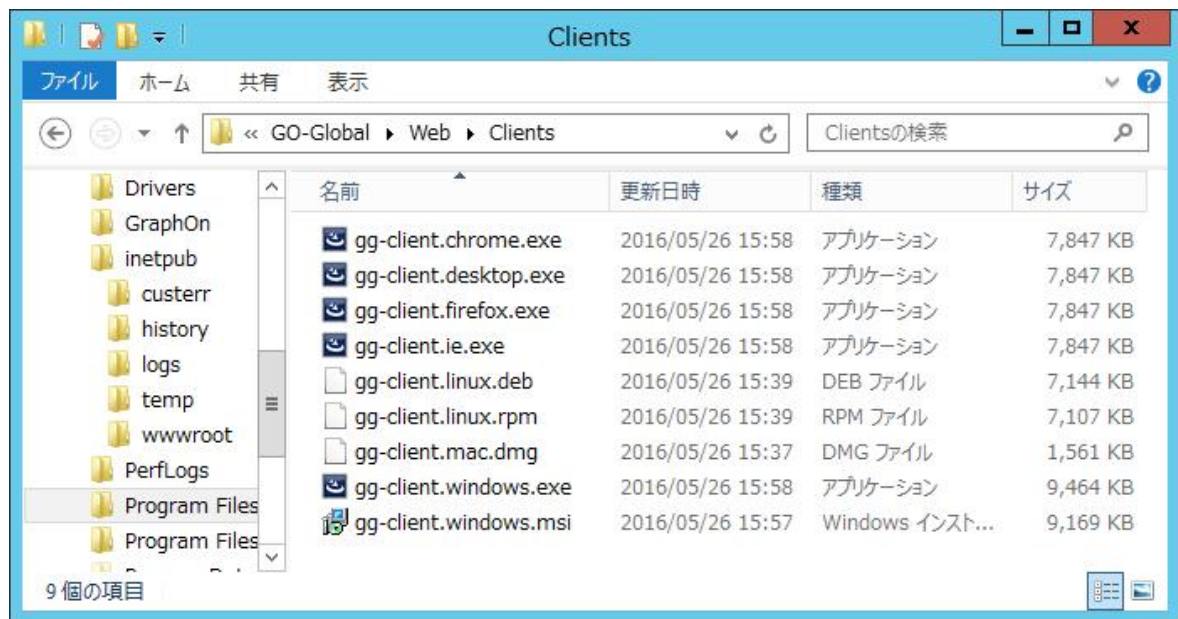 Clients
ファイル ホーム 共有 表示
« GO-Global Web Clients Clientsの検索
Drivers
GraphOn
inetpub
custerr
history
logs
temp
wwwroot
PerfLogs
Program Files
Program Files
名前 更新日時 種類 サイズ
gg-client.chrome.exe 2016/05/26 15:58 アプリケーション 7,847 KB
gg-client.desktop.exe 2016/05/26 15:58 アプリケーション 7,847 KB
gg-client.firefox.exe 2016/05/26 15:58 アプリケーション 7,847 KB
gg-client.ie.exe 2016/05/26 15:58 アプリケーション 7,847 KB
gg-client.linux.deb 2016/05/26 15:39 DEB ファイル 7,144 KB
gg-client.linux.rpm 2016/05/26 15:39 RPM ファイル 7,107 KB
gg-client.mac.dmg 2016/05/26 15:37 DMG ファイル 1,561 KB
gg-client.windows.exe 2016/05/26 15:58 アプリケーション 9,464 KB
gg-client.windows.msi 2016/05/26 15:57 Windows インスト... 9,169 KB
9 個の項目